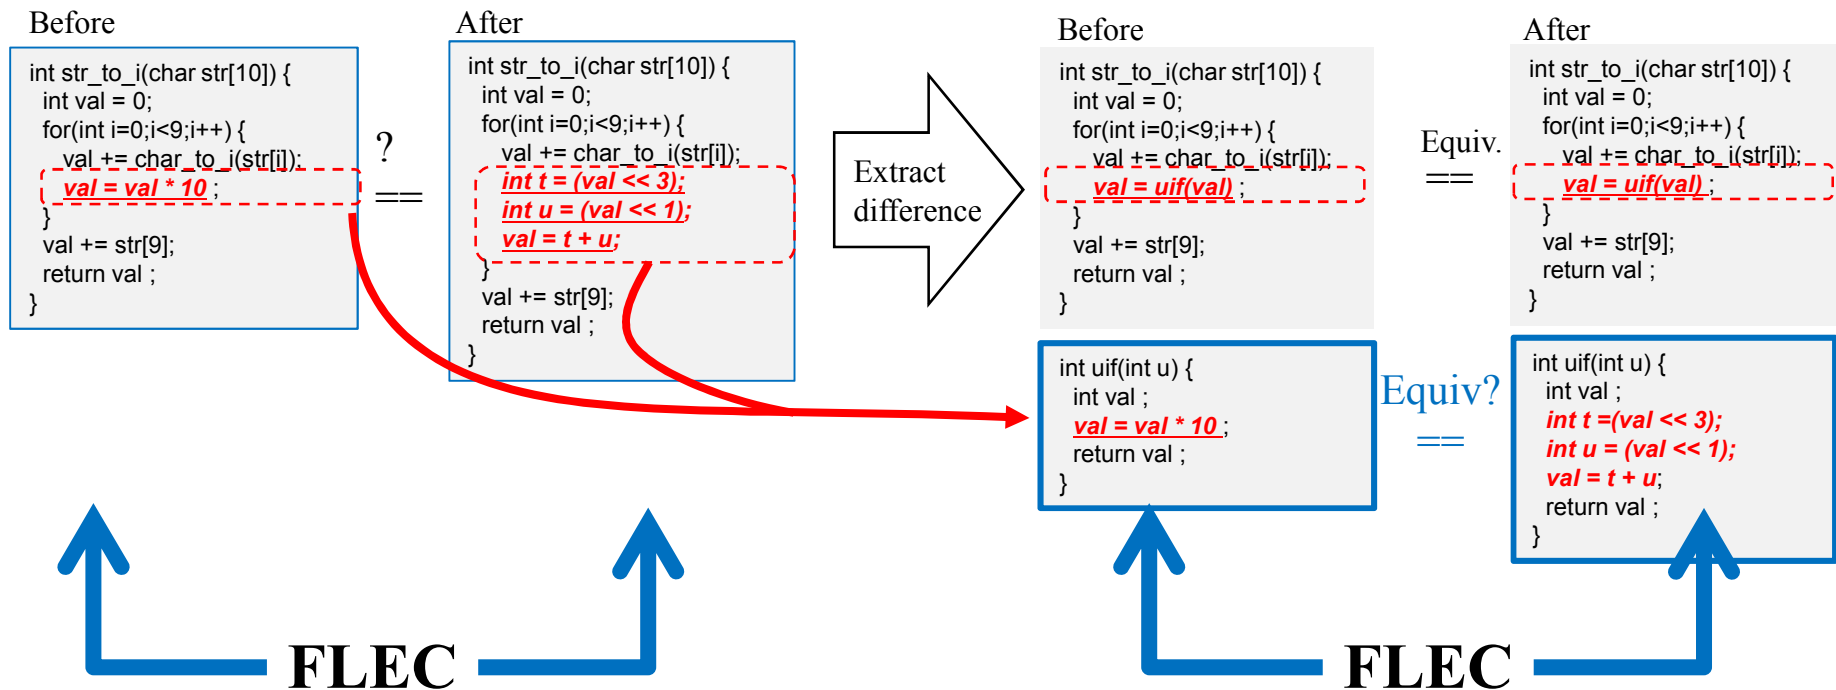 Before
int str_to_i(char str[10]) {
int val = 0;
for(int i=0;i<9;i++) {
val += char_to_i(str[i]);
val = val * 10 ;
}
val += str[9];
return val ;
}
?
==
After
int str_to_i(char str[10]) {
int val = 0;
for(int i=0;i<9;i++) {
val += char_to_i(str[i]);
int t = (val << 3);
int u = (val << 1);
val = t + u;
}
val += str[9];
return val ;
}
FLEC
Extract
difference
Before
int str_to_i(char str[10]) {
int val = 0;
for(int i=0;i<9;i++) {
val += char_to_i(str[i]);
val = uif(val) ;
}
val += str[9];
return val ;
}
Equiv.
==
After
int str_to_i(char str[10]) {
int val = 0;
for(int i=0;i<9;i++) {
val += char_to_i(str[i]);
val = uif(val) ;
}
val += str[9];
return val ;
}
int uif(int u) {
int val ;
val = val * 10 ;
return val ;
}
Equiv?
==
int uif(int u) {
int val ;
int t =(val << 3);
int u = (val << 1);
val = t + u;
return val ;
}
FLEC